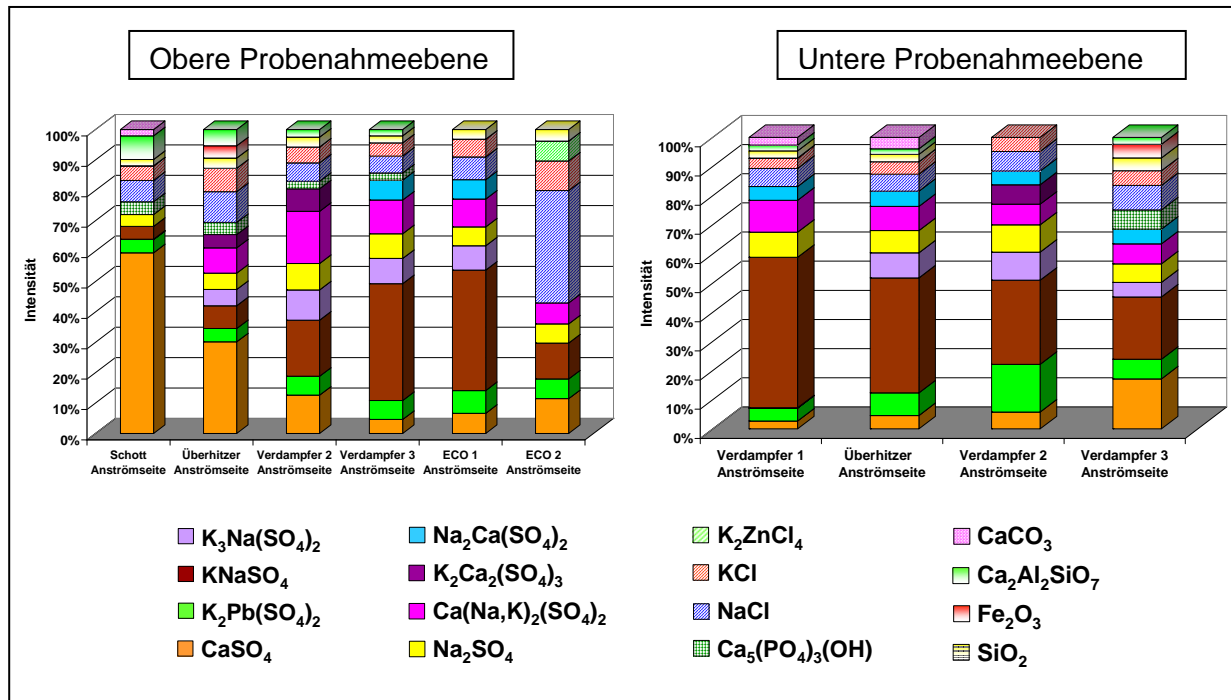 Obere Probenahmeebene
Untere Probenahmeebene
Intensität
100%
90%
80%
70%
60%
50%
40%
30%
20%
10%
0%
Schott Anströmseite
Überhitzer Anströmseite
Verdampfer 2 Anströmseite
Verdampfer 3 Anströmseite
ECO 1 Anströmseite
ECO 2 Anströmseite
Intensität
100%
90%
80%
70%
60%
50%
40%
30%
20%
10%
0%
Verdampfer 1 Anströmseite
Überhitzer Anströmseite
Verdampfer 2 Anströmseite
Verdampfer 3 Anströmseite
K₃Na(SO₄)₂
KNaSO₄
K₂Pb(SO₄)₂
CaSO₄
Na₂Ca(SO₄)₂
K₂Ca₂(SO₄)₃
Ca(Na,K)₂(SO₄)₂
Na₂SO₄
K₂ZnCl₄
KCl
NaCl
Ca₅(PO₄)₃(OH)
CaCO₃
Ca₂Al₂SiO₇
Fe₂O₃
SiO₂